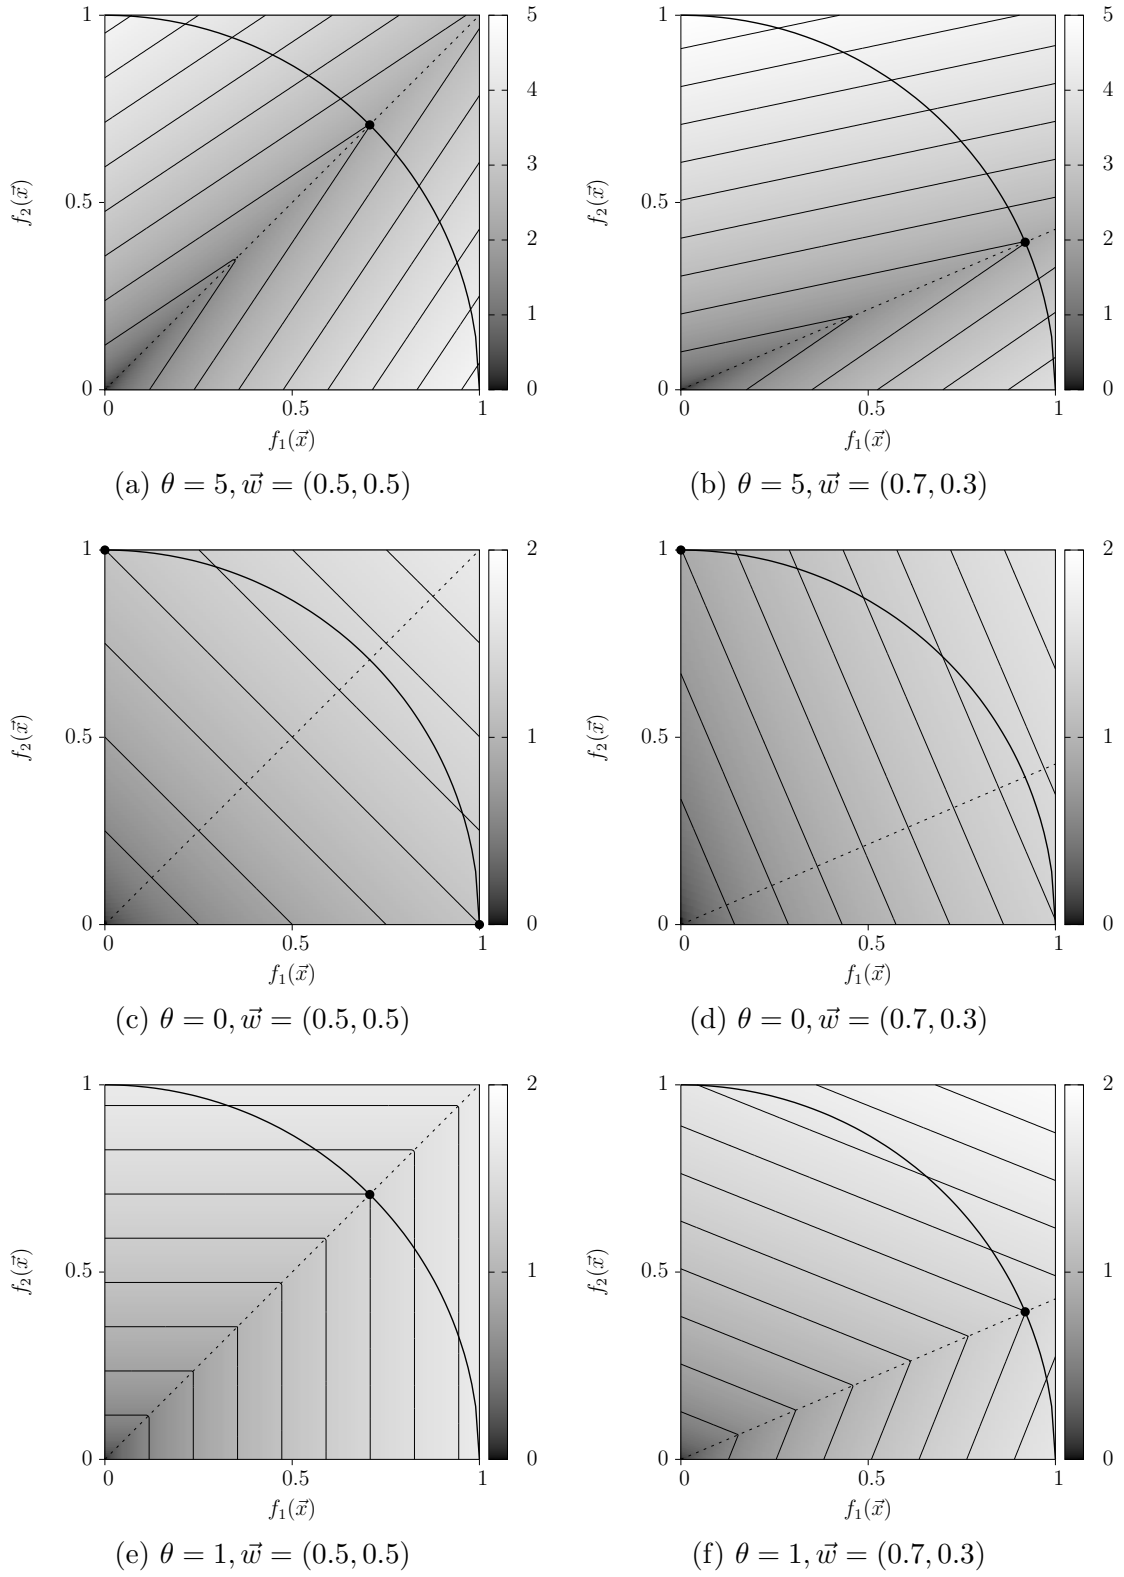 1 5 1 5
4 4
3 3
f₂(x⃗) 0.5 f₂(x⃗) 0.5
2 2
1 1
0 0 0 0
0 0.5 1 0 0.5 1
f₁(x⃗) f₁(x⃗)
(a) θ = 5, w⃗ = (0.5, 0.5) (b) θ = 5, w⃗ = (0.7, 0.3)
1 2 1 2
f₂(x⃗) 0.5 1 f₂(x⃗) 0.5 1
0 0 0 0
0 0.5 1 0 0.5 1
f₁(x⃗) f₁(x⃗)
(c) θ = 0, w⃗ = (0.5, 0.5) (d) θ = 0, w⃗ = (0.7, 0.3)
1 2 1 2
f₂(x⃗) 0.5 1 f₂(x⃗) 0.5 1
0 0 0 0
0 0.5 1 0 0.5 1
f₁(x⃗) f₁(x⃗)
(e) θ = 1, w⃗ = (0.5, 0.5) (f) θ = 1, w⃗ = (0.7, 0.3)